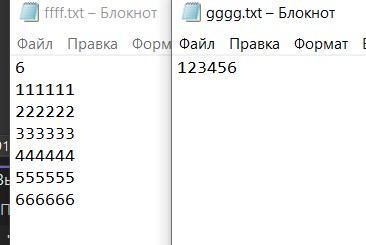 ffff.txt – Блокнот
Файл Правка Форм
6
111111
222222
333333
444444
555555
666666
gggg.txt – Блокнот
Файл Правка Формат
123456